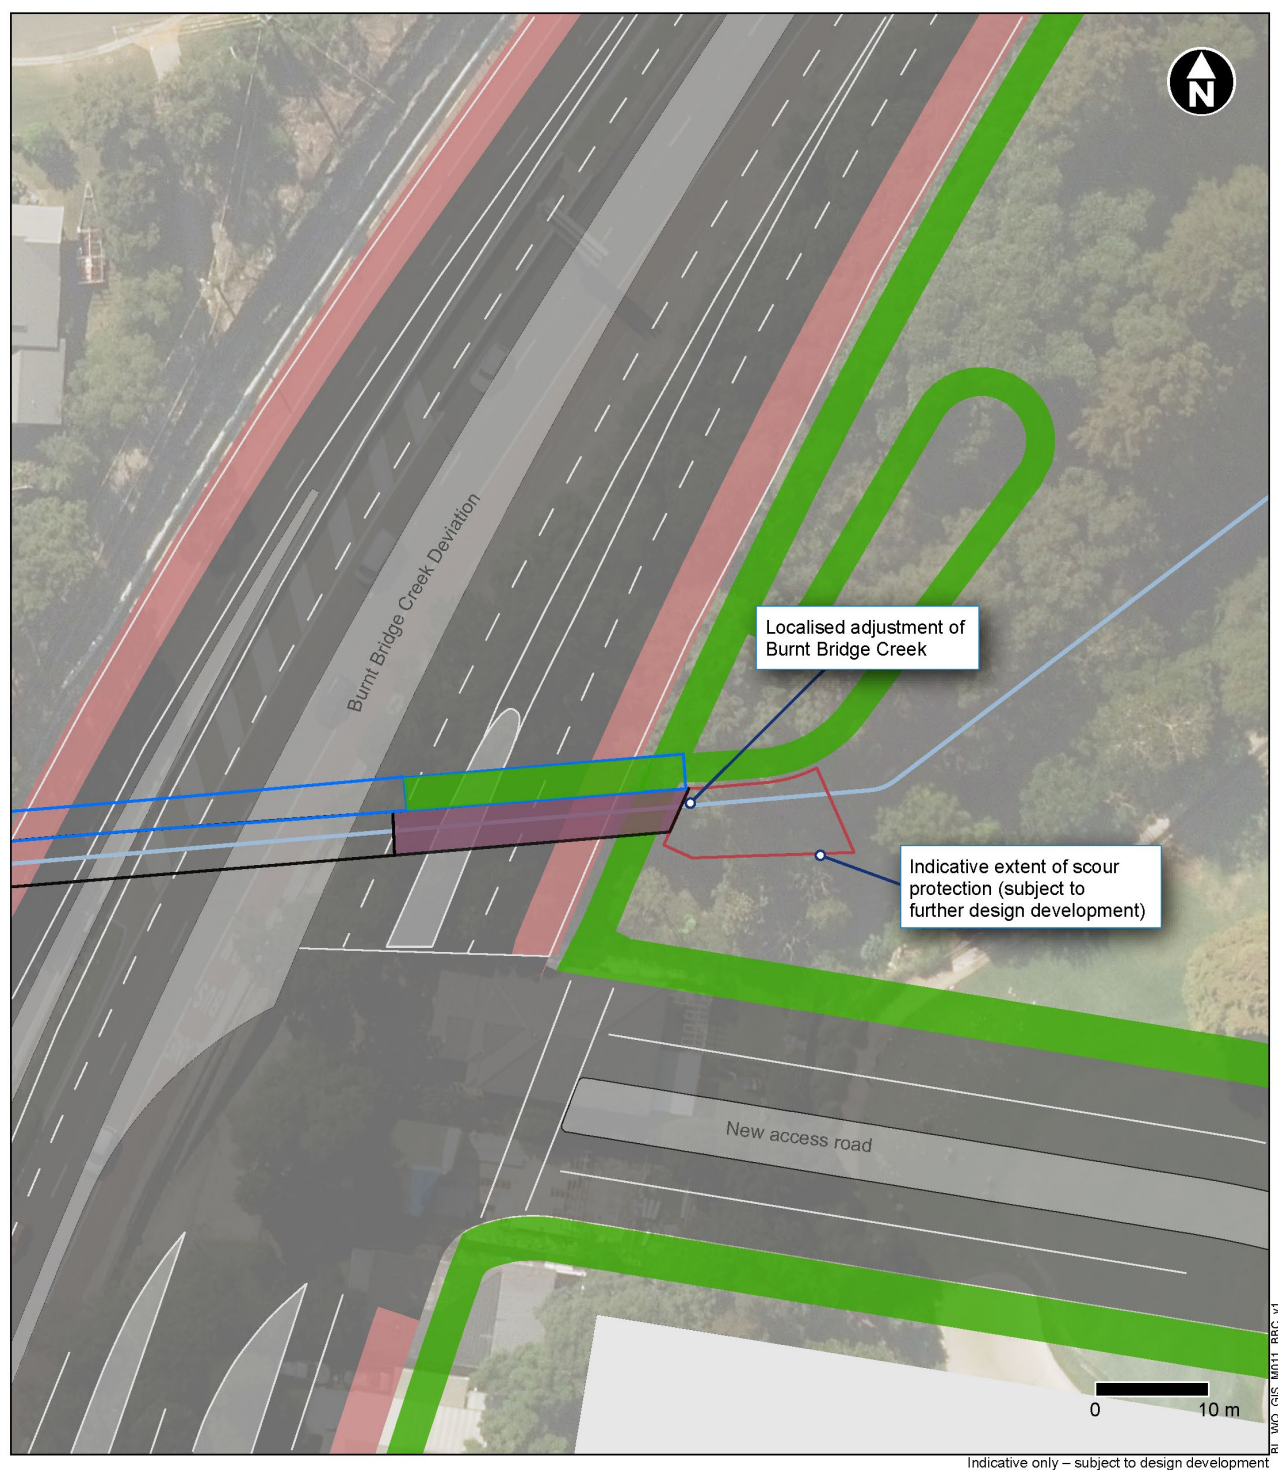 N
Burnt Bridge Creek Deviation
Localised adjustment of
Burnt Bridge Creek
Indicative extent of scour
protection (subject to
further design development)
New access road
0 10 m
BL_WQ_GIS_M011_BBC_v1
Indicative only – subject to design development